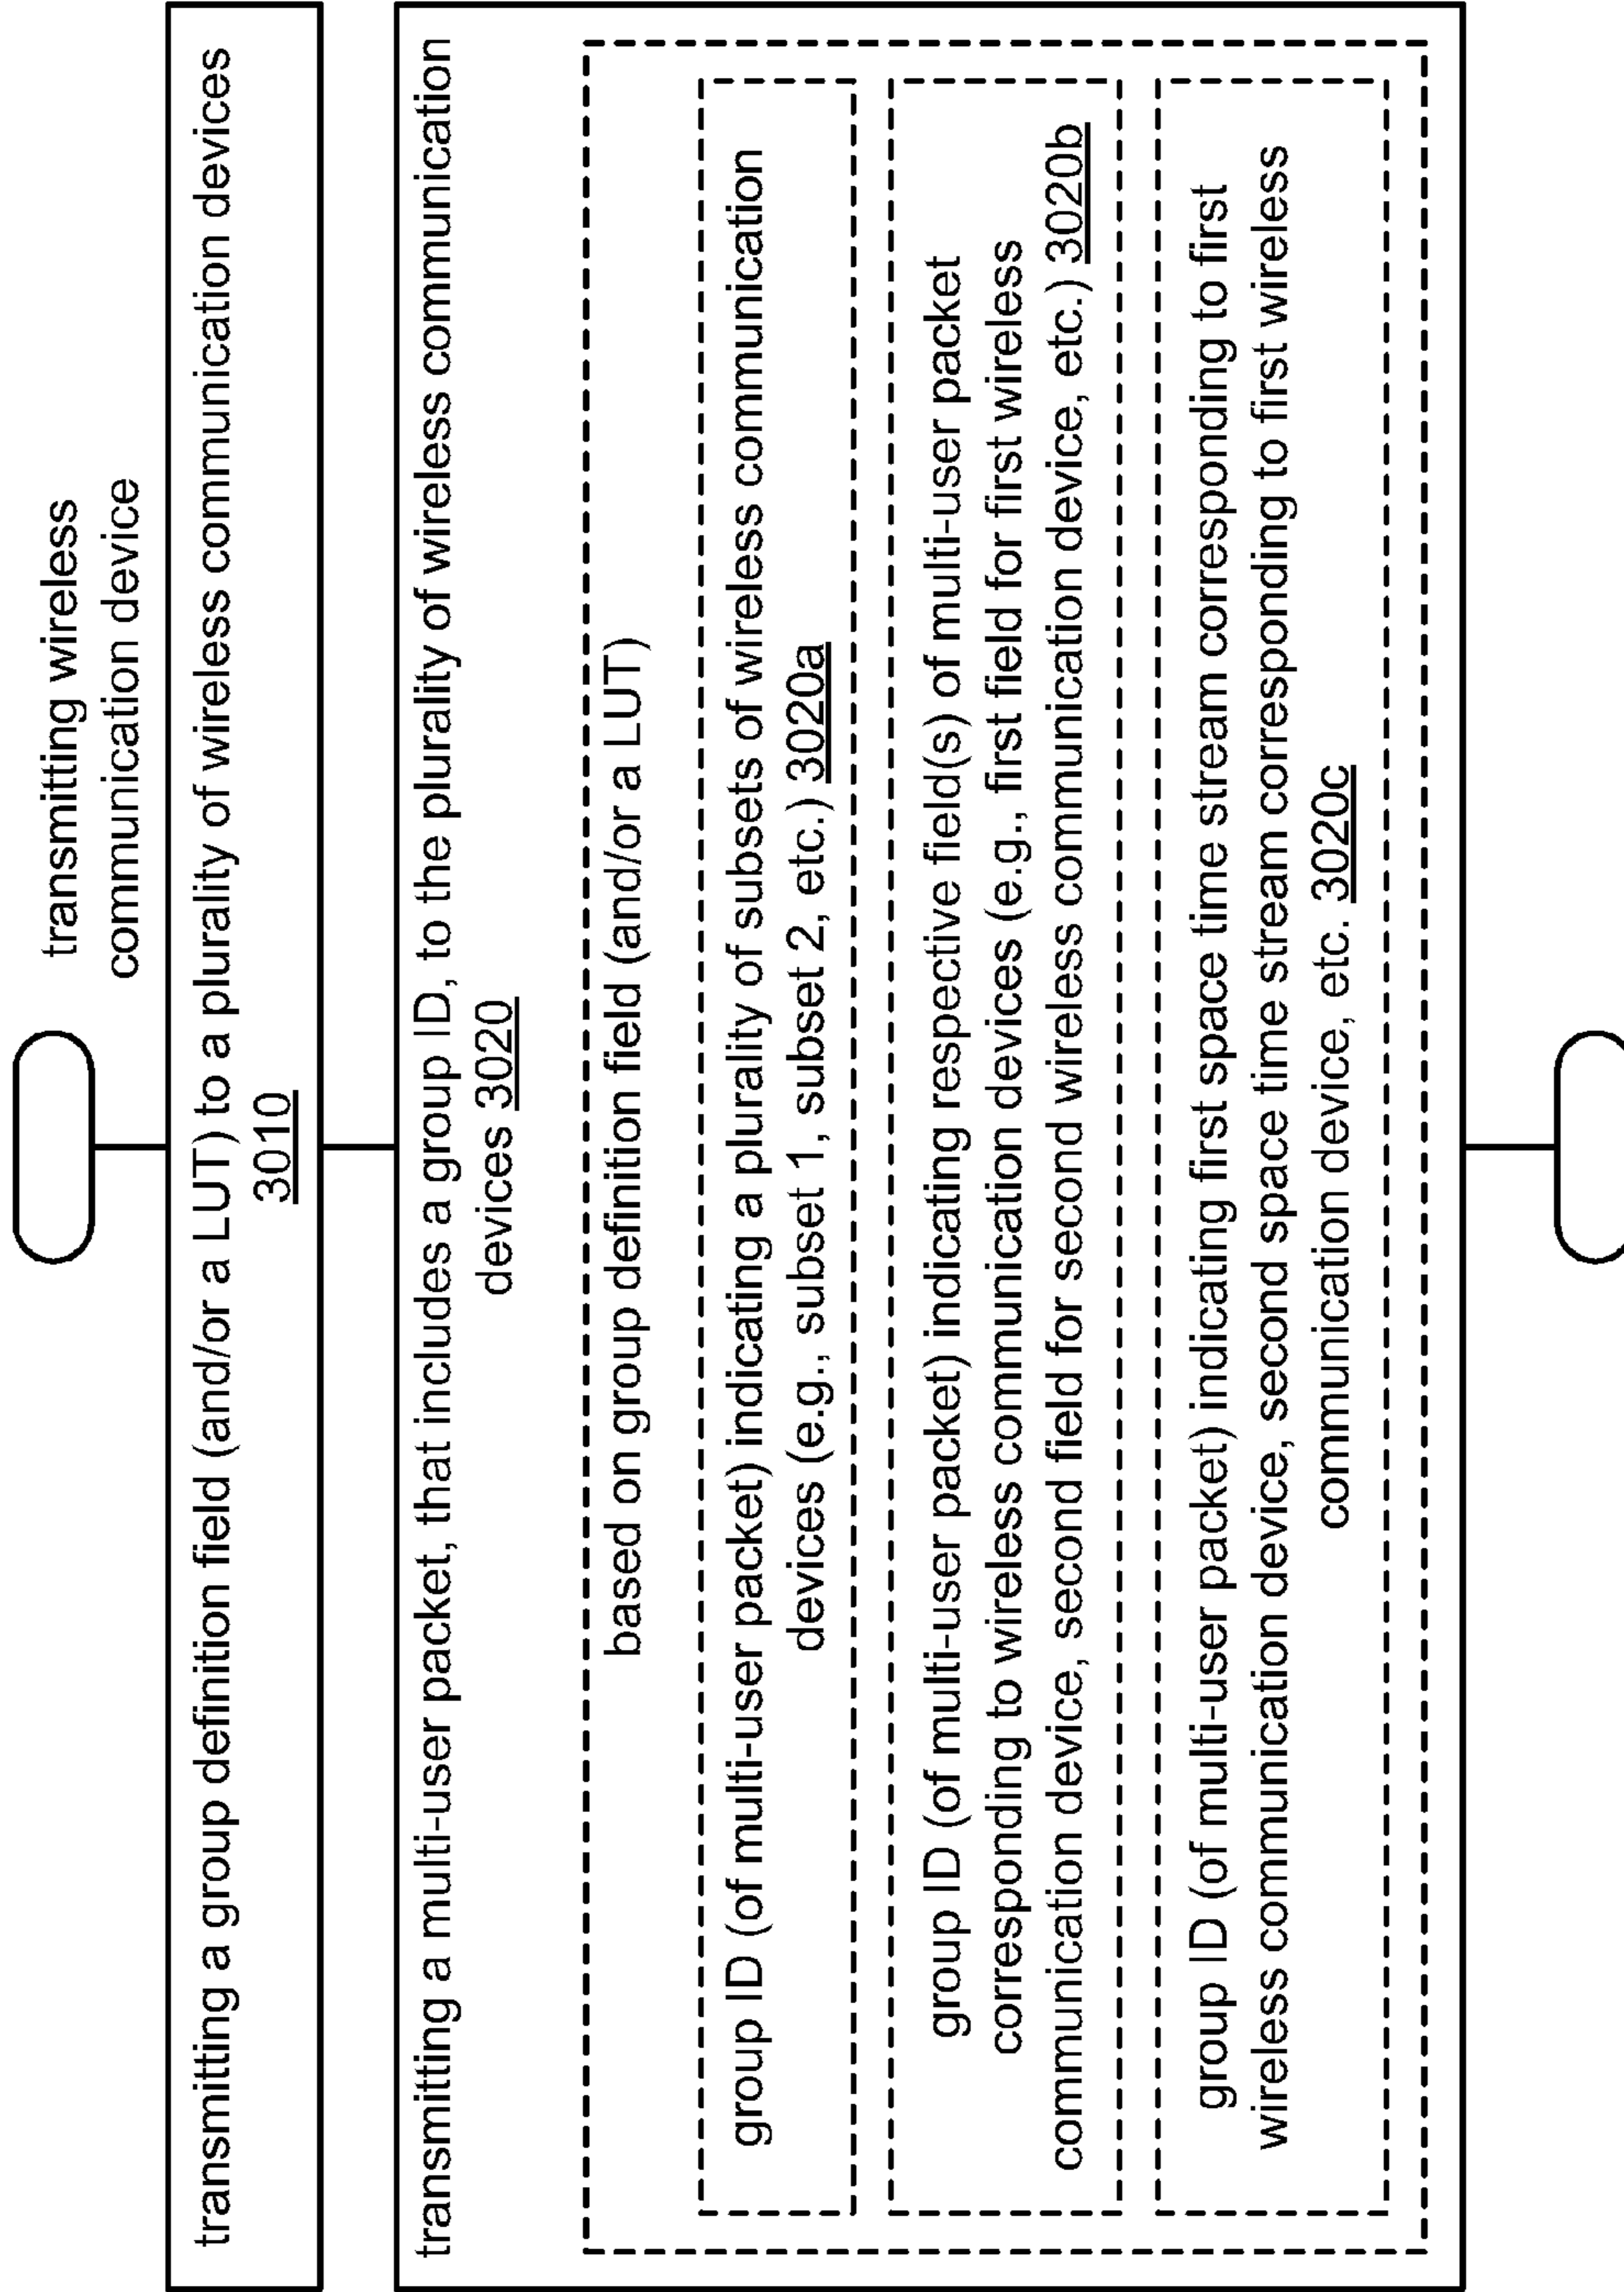 transmitting wireless
communication device
transmitting a group definition field (and/or a LUT) to a plurality of wireless communication devices
3010
transmitting a multi-user packet, that includes a group ID, to the plurality of wireless communication
devices 3020
based on group definition field (and/or a LUT)
group ID (of multi-user packet) indicating a plurality of subsets of wireless communication
devices (e.g., subset 1, subset 2, etc.) 3020a
group ID (of multi-user packet) indicating respective field(s) of multi-user packet
corresponding to wireless communication devices (e.g., first field for first wireless
communication device, second field for second wireless communication device, etc.) 3020b
group ID (of multi-user packet) indicating first space time stream corresponding to first
wireless communication device, second space time stream corresponding to first wireless
communication device, etc. 3020c